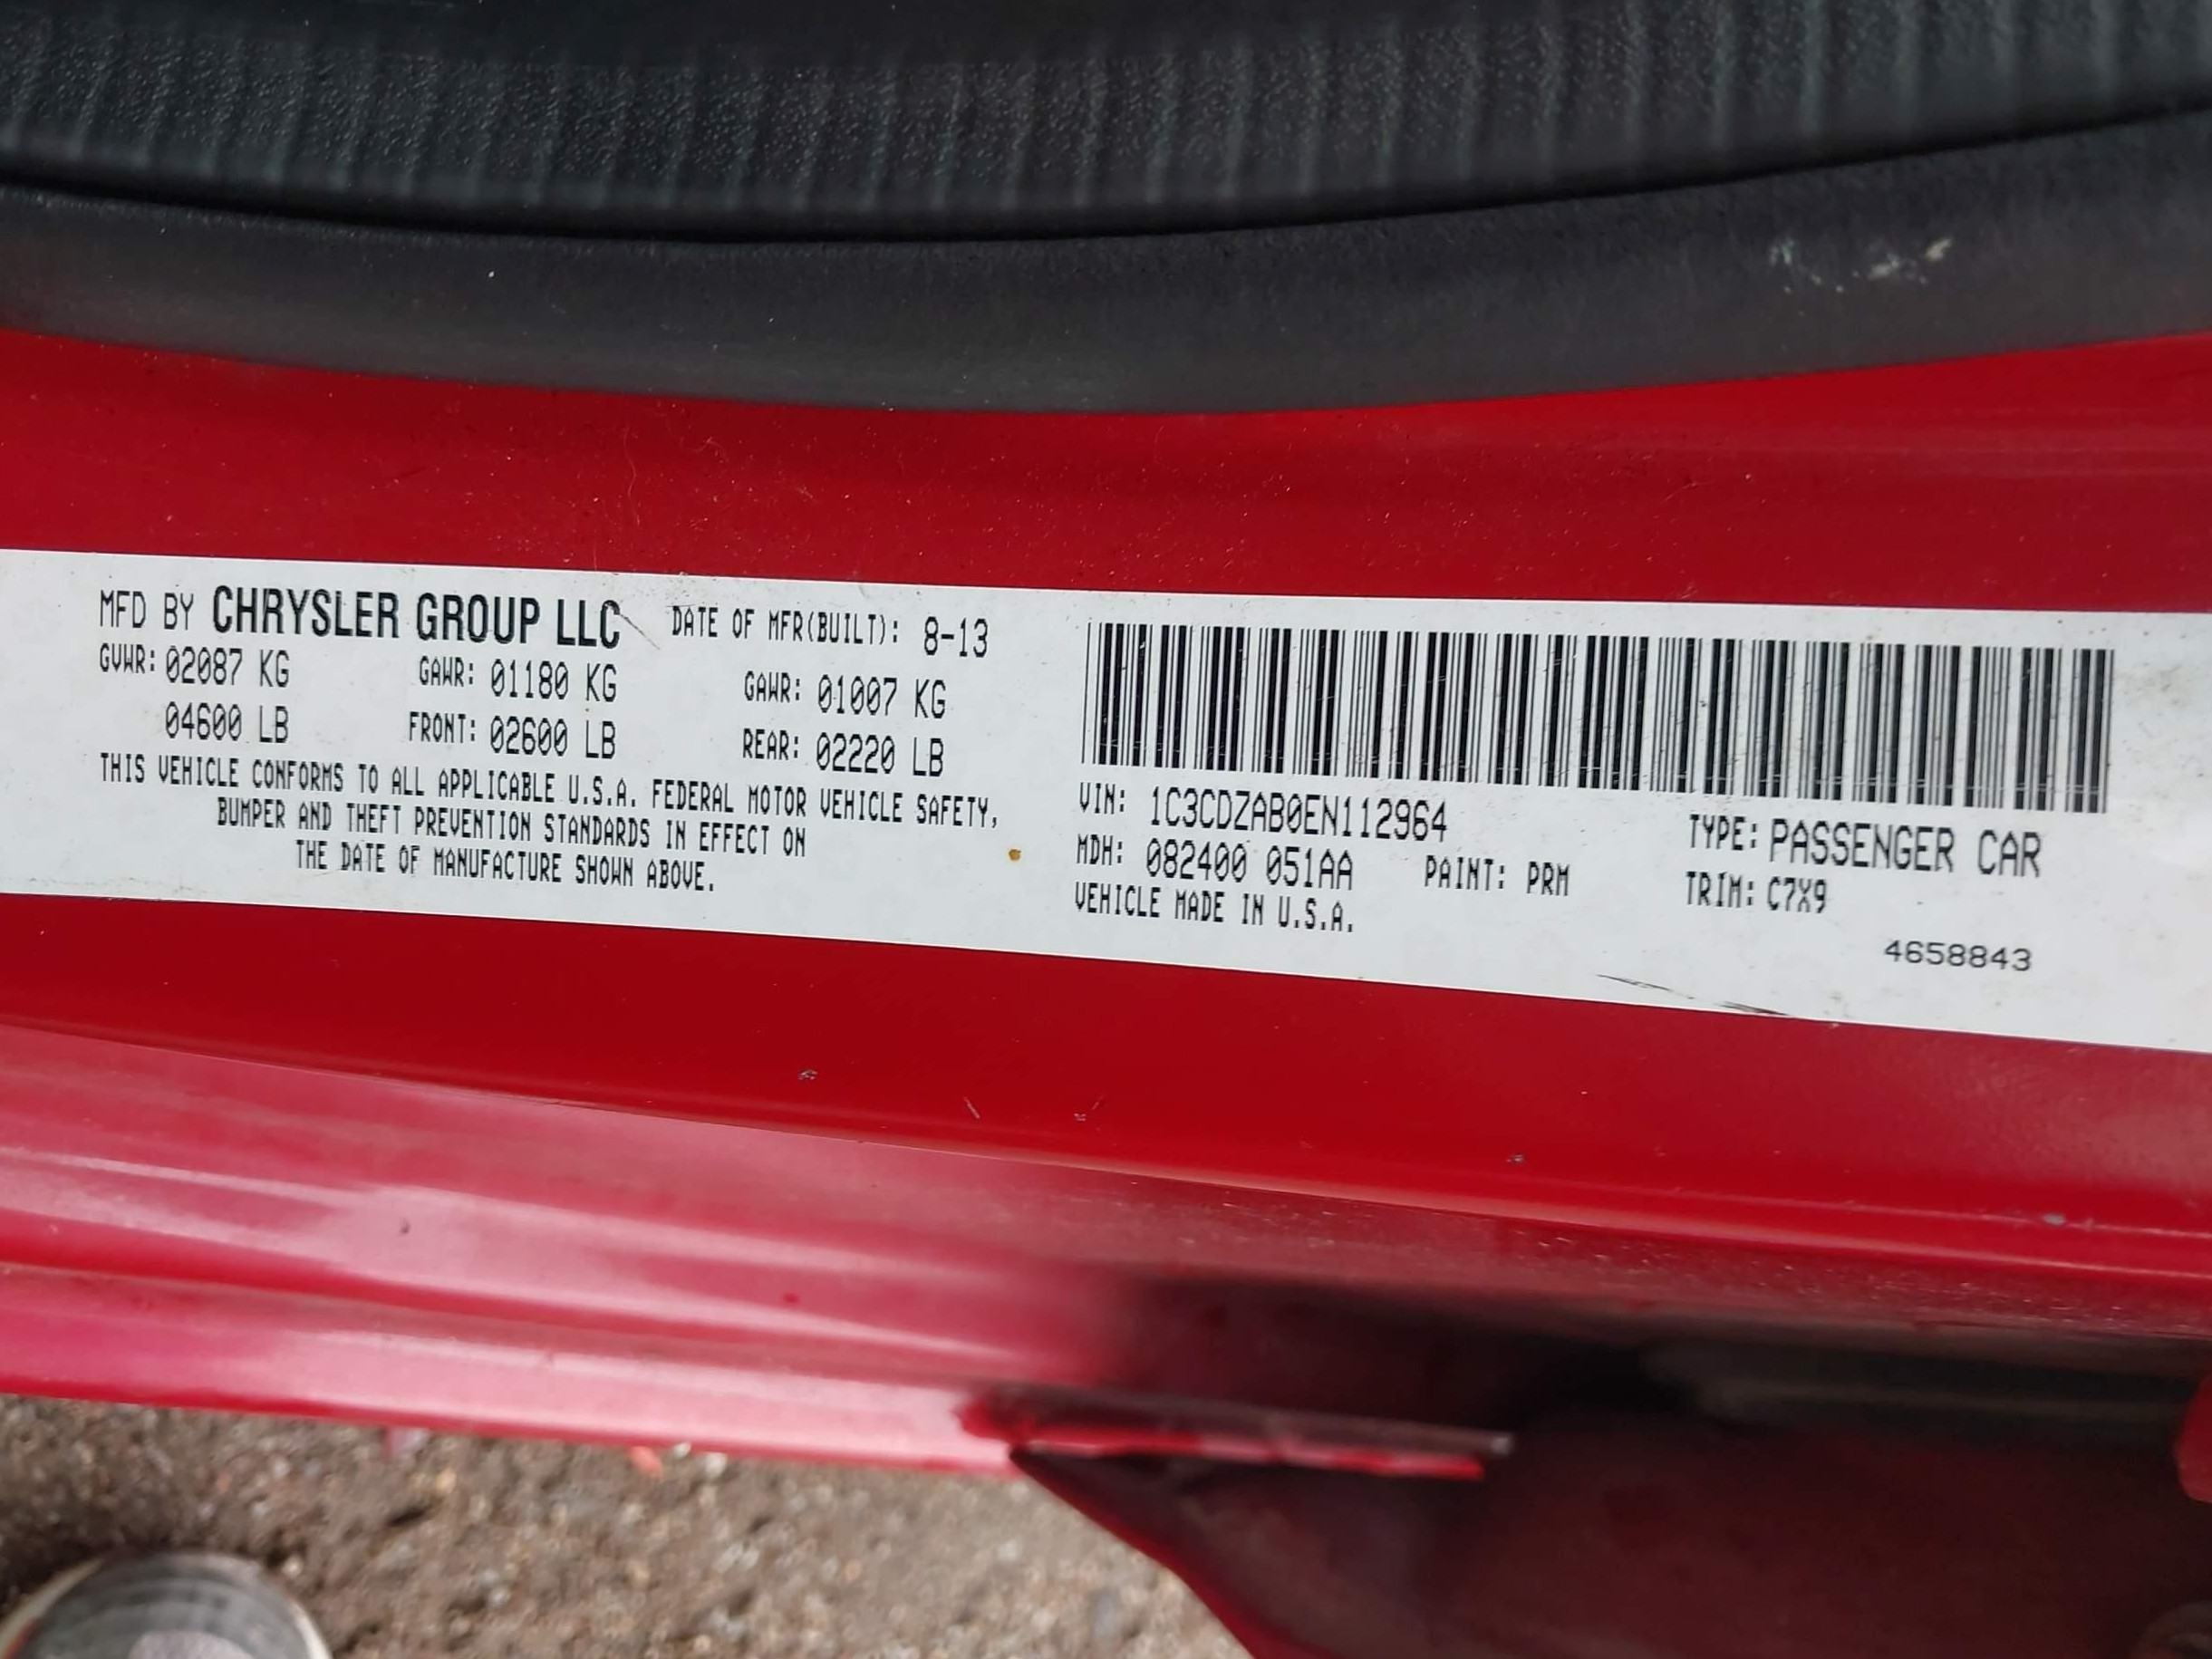 MFD BY CHRYSLER GROUP LLC DATE OF MFR(BUILT): 8-13
GVWR: 02087 KG GAWR: 01180 KG GAWR: 01007 KG
04600 LB FRONT: 02600 LB REAR: 02220 LB
THIS VEHICLE CONFORMS TO ALL APPLICABLE U.S.A. FEDERAL MOTOR VEHICLE SAFETY,
BUMPER AND THEFT PREVENTION STANDARDS IN EFFECT ON
THE DATE OF MANUFACTURE SHOWN ABOVE.
VIN: 1C3CDZAB0EN112964 TYPE: PASSENGER CAR
MDH: 082400 051AA PAINT: PRM TRIM: C7X9
VEHICLE MADE IN U.S.A.
4658843